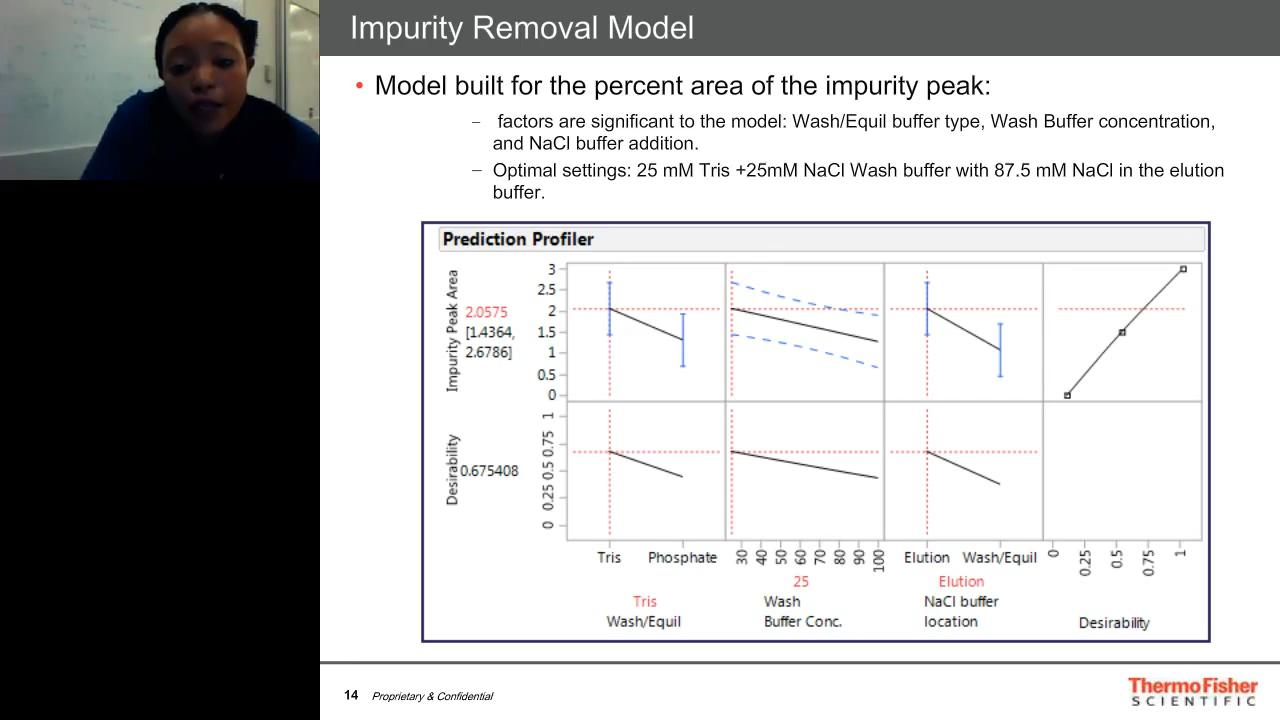 Impurity Removal Model
• Model built for the percent area of the impurity peak:
– factors are significant to the model: Wash/Equil buffer type, Wash Buffer concentration,
and NaCl buffer addition.
– Optimal settings: 25 mM Tris +25mM NaCl Wash buffer with 87.5 mM NaCl in the elution
buffer.
Prediction Profiler
Impurity Peak Area
2.0575
[1.4364,
2.6786]
3
2.5
2
1.5
1
0.5
0
Desirability
0.675408
1
0.75
0.5
0.25
0
Tris Phosphate
30 40 50 60 70 80 90 100
Elution Wash/Equil
0 0.25 0.5 0.75 1
Tris
Wash/Equil
25
Wash
Buffer Conc.
Elution
NaCl buffer
location
Desirability
14 Proprietary & Confidential
ThermoFisher
SCIENTIFIC